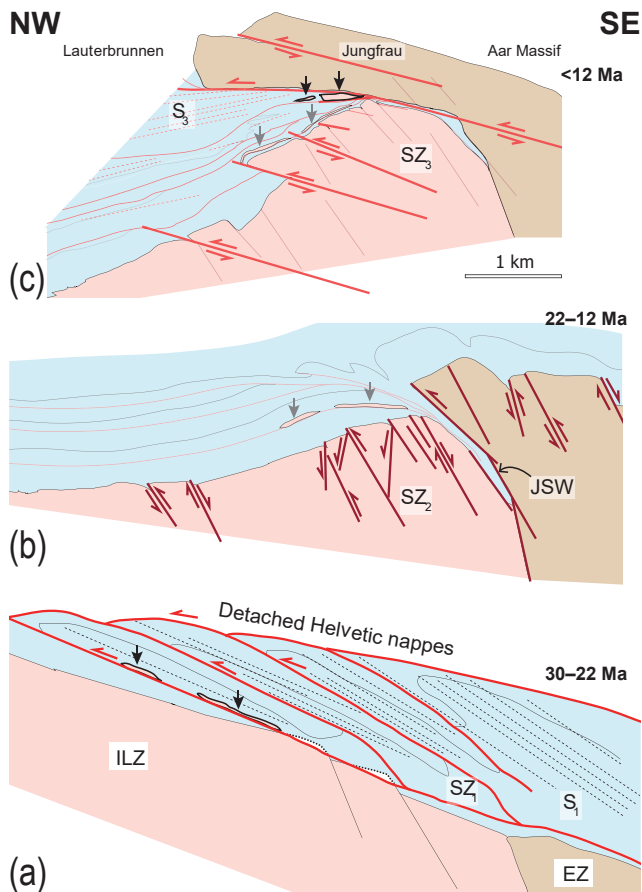 NW SE
Lauterbrunnen Jungfrau Aar Massif
<12 Ma
S₃
SZ₃
(c)
1 km
22–12 Ma
SZ₂
JSW
(b)
Detached Helvetic nappes
30–22 Ma
ILZ
SZ₁
S₁
(a)
EZ